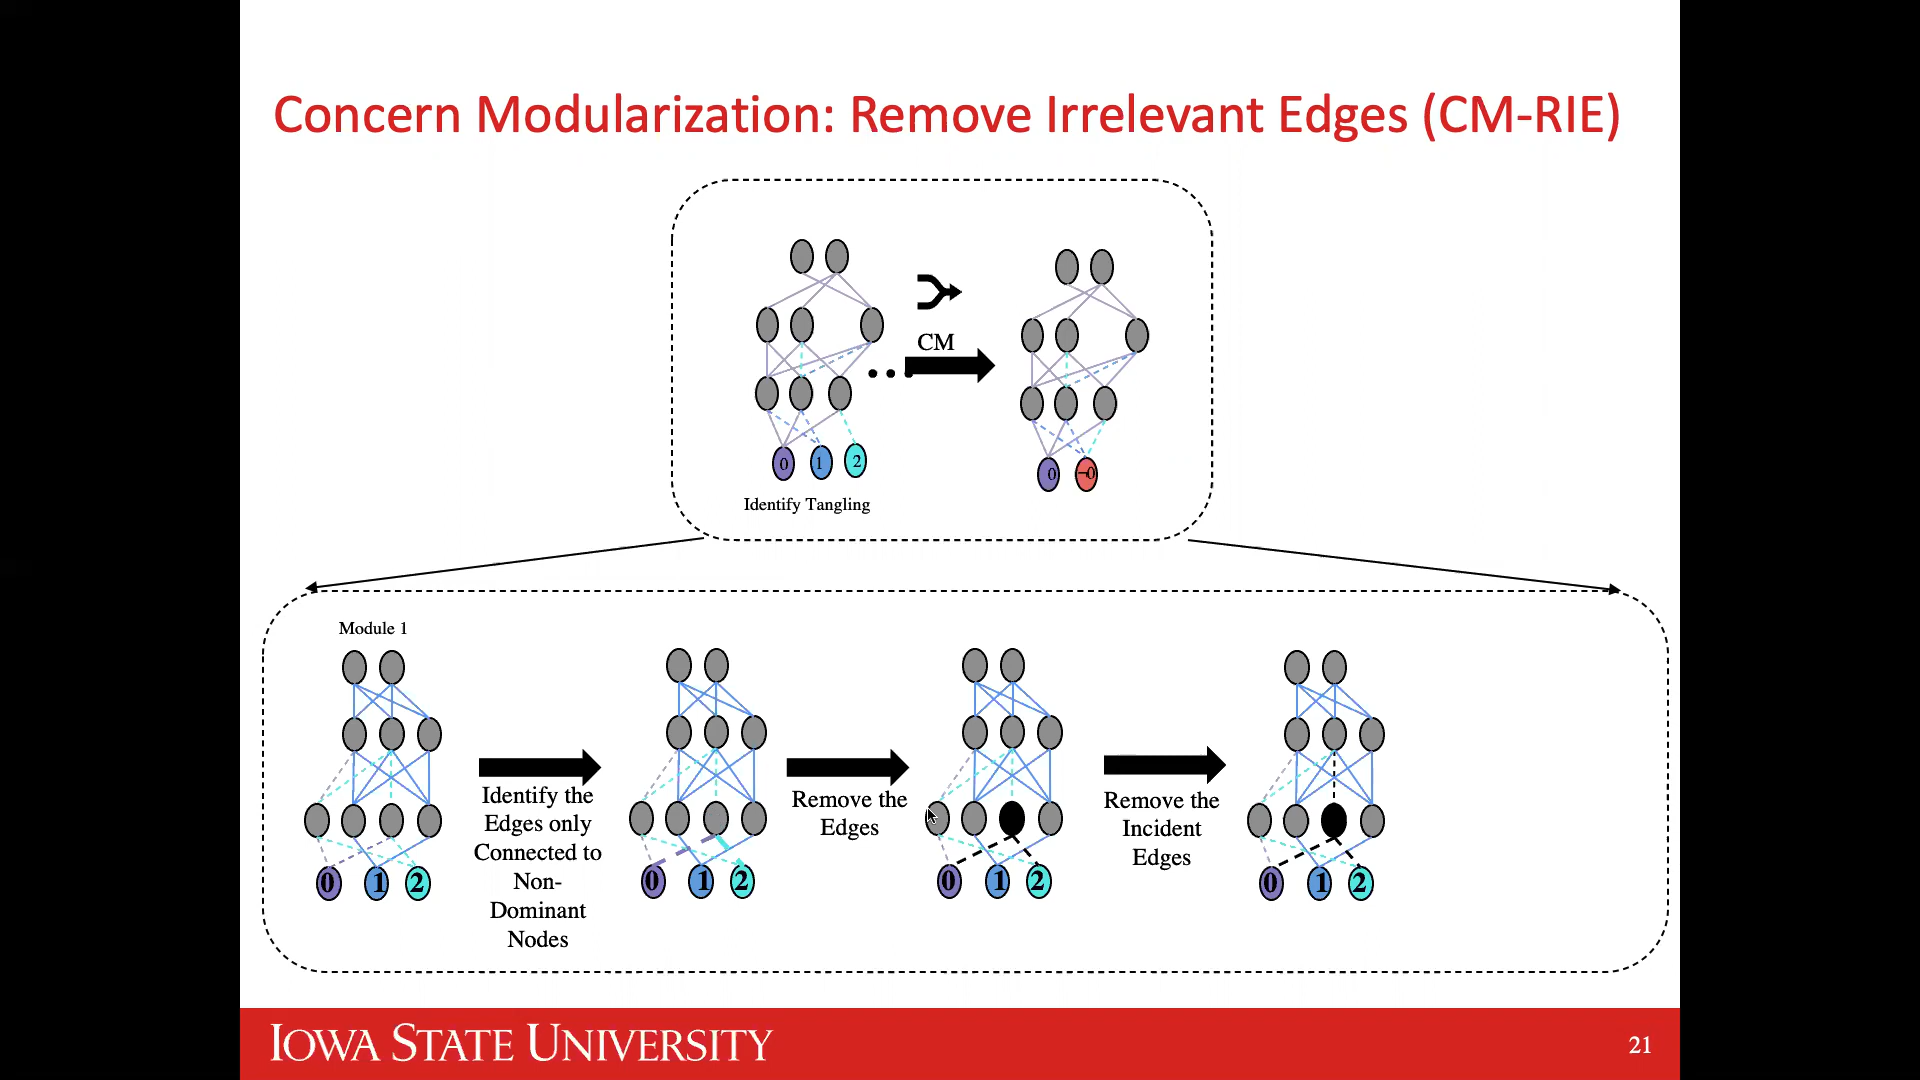 Concern Modularization: Remove Irrelevant Edges (CM-RIE)
CM
0
1
2
0
¬0
Identify Tangling
Module 1
Identify the
Edges only
Connected to
Non-
Dominant
Nodes
Remove the
Edges
Remove the
Incident
Edges
0 1 2
0 1 2
0 1 2
0 1 2
IOWA STATE UNIVERSITY
21